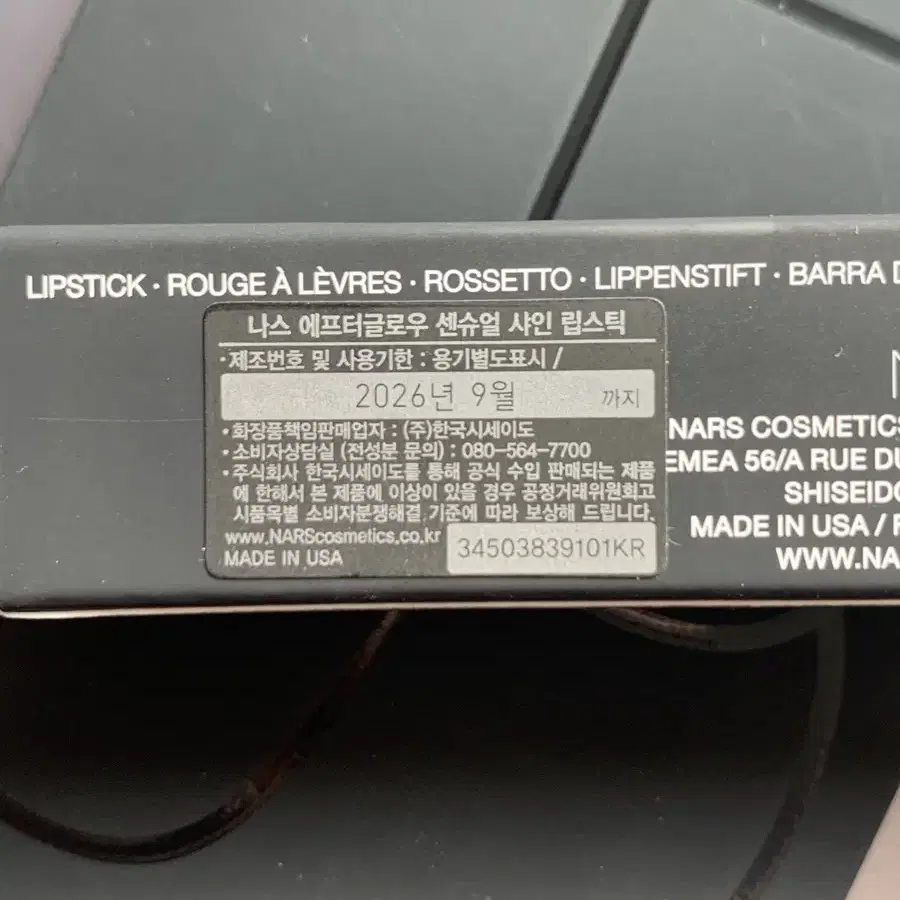 LIPSTICK · ROUGE À LÈVRES · ROSSETTO · LIPPENSTIFT · BARRA
나스 에프터글로우 센슈얼 샤인 립스틱
· 제조번호 및 사용기한 : 용기별도표시 /
2026년 9월 까지
· 화장품책임판매업자 : (주)한국시세이도
· 소비자상담실 (전성분 문의) : 080-564-7700
· 주식회사 한국시세이도를 통해 공식 수입 판매되는 제품
에 한해서 본 제품에 이상이 있을 경우 공정거래위원회고
시품목별 소비자분쟁해결 기준에 따라 보상해 드립니다.
www.NARScosmetics.co.kr
MADE IN USA
34503839101KR
NARS COSMETICS
EMEA 56/A RUE DU
SHISEIDO
MADE IN USA /
WWW.NA